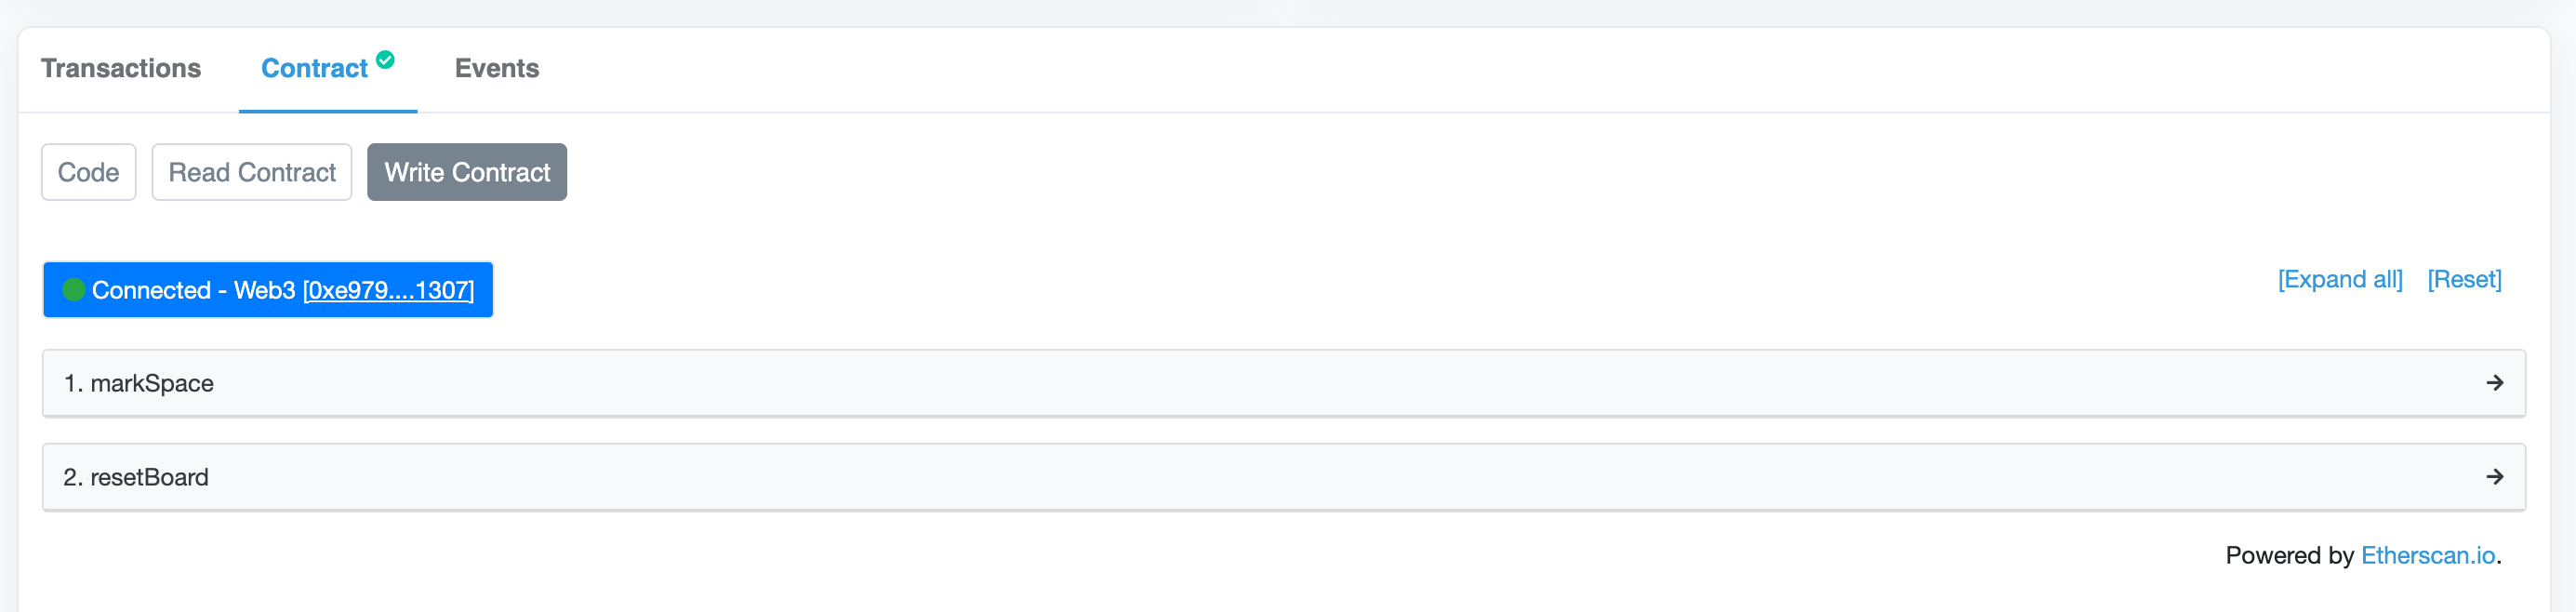 Transactions Contract Events
Code Read Contract Write Contract
Connected - Web3 [0xe979....1307] [Expand all] [Reset]
1. markSpace
2. resetBoard
Powered by Etherscan.io.